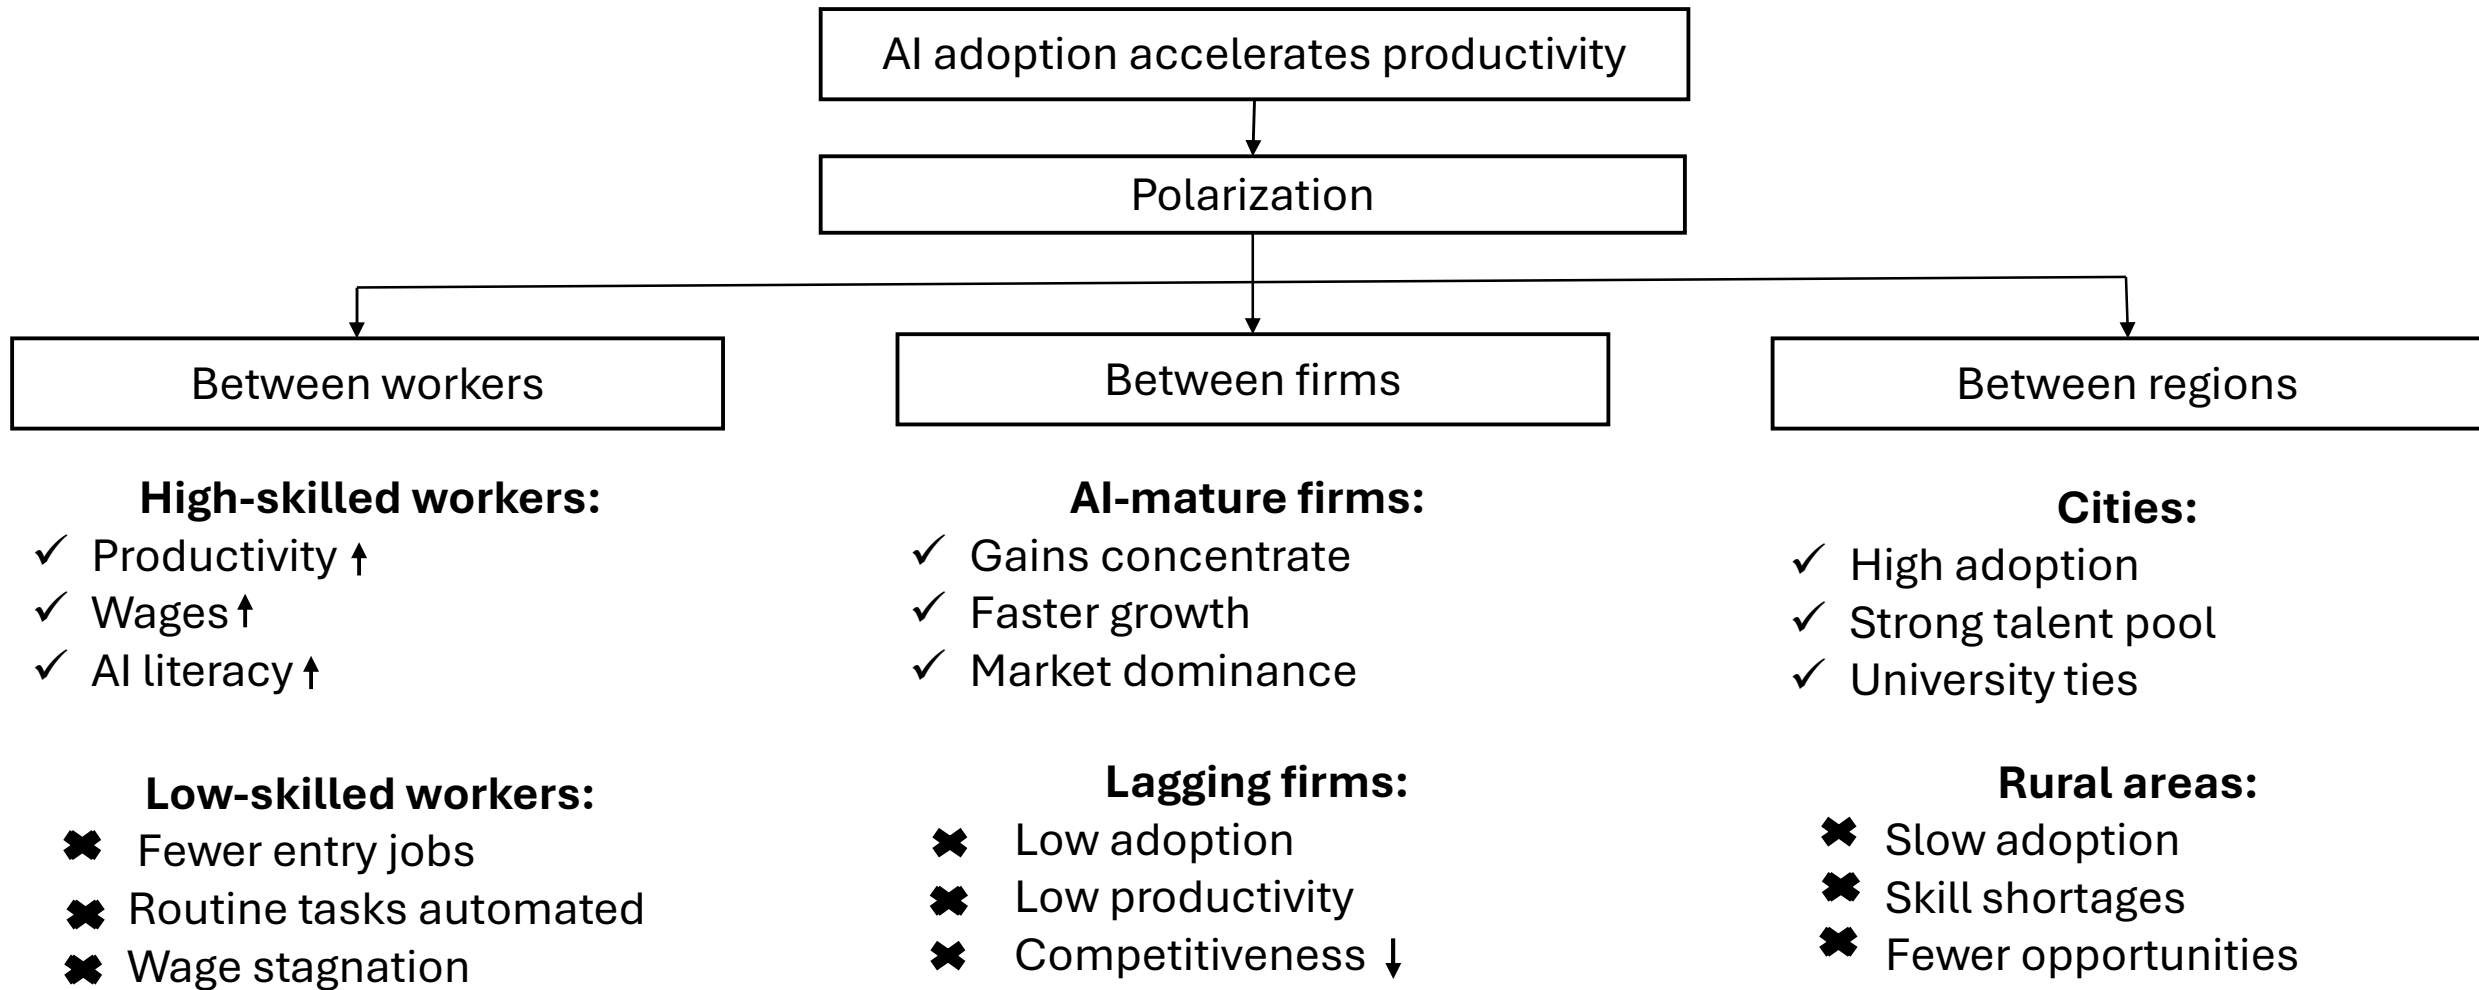 AI adoption accelerates productivity
Polarization
Between workers
Between firms
Between regions
High-skilled workers:
✓ Productivity ↑
✓ Wages ↑
✓ AI literacy ↑
Low-skilled workers:
✖ Fewer entry jobs
✖ Routine tasks automated
✖ Wage stagnation
AI-mature firms:
✓ Gains concentrate
✓ Faster growth
✓ Market dominance
Lagging firms:
✖ Low adoption
✖ Low productivity
✖ Competitiveness ↓
Cities:
✓ High adoption
✓ Strong talent pool
✓ University ties
Rural areas:
✖ Slow adoption
✖ Skill shortages
✖ Fewer opportunities